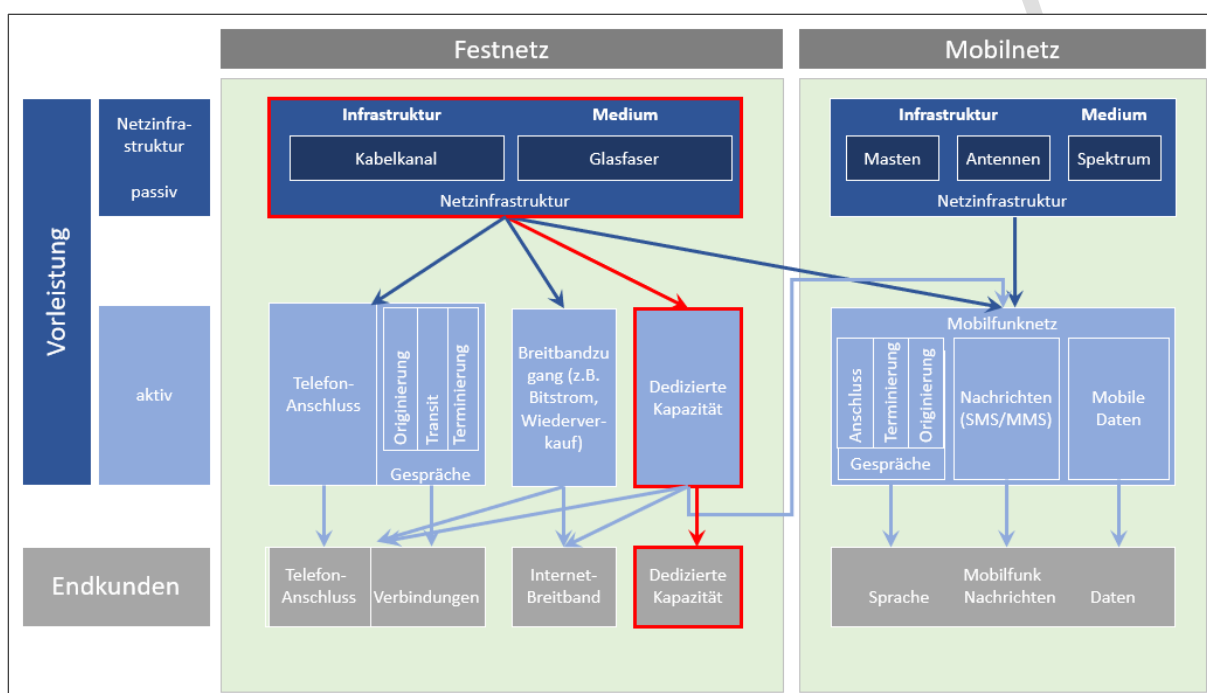 Festnetz
Mobilnetz
Vorleistung
Netzinfra-
struktur
passiv
Infrastruktur
Medium
Kabelkanal
Glasfaser
Netzinfrastruktur
Infrastruktur
Medium
Masten
Antennen
Spektrum
Netzinfrastruktur
aktiv
Telefon-
Anschluss
Originierung
Transit
Terminierung
Gespräche
Breitbandzu
gang (z.B.
Bitstrom,
Wiederver-
kauf)
Dedizierte
Kapazität
Mobilfunknetz
Anschluss
Terminierung
Originierung
Gespräche
Nachrichten
(SMS/MMS)
Mobile
Daten
Endkunden
Telefon-
Anschluss
Verbindungen
Internet-
Breitband
Dedizierte
Kapazität
Mobilfunk
Sprache
Nachrichten
Daten